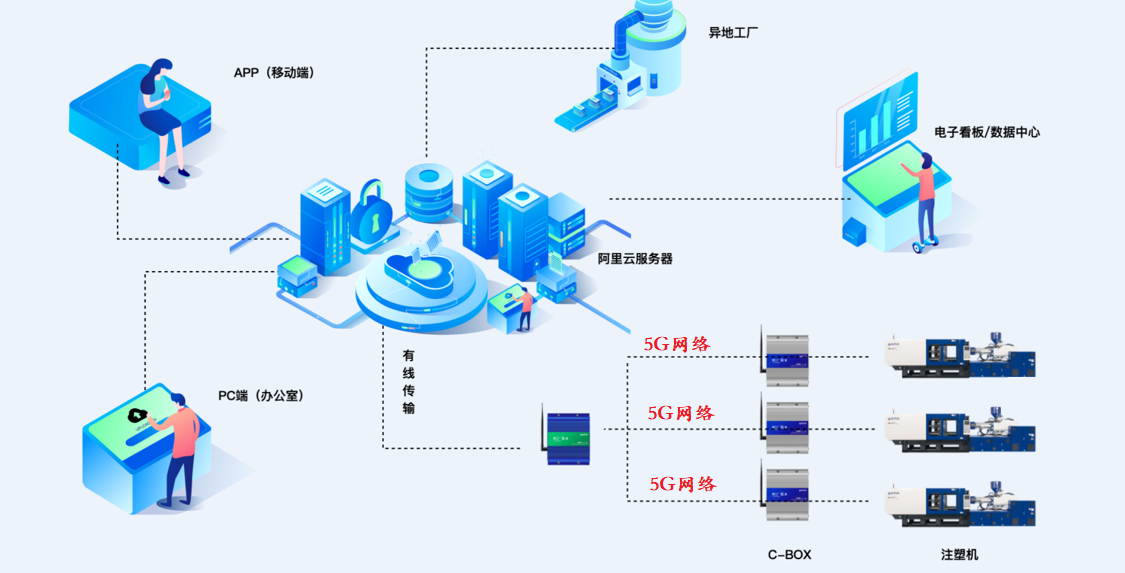 异地工厂
APP（移动端）
电子看板/数据中心
阿里云服务器
5G网络
有线传输
PC端（办公室）
5G网络
5G网络
C-BOX
注塑机